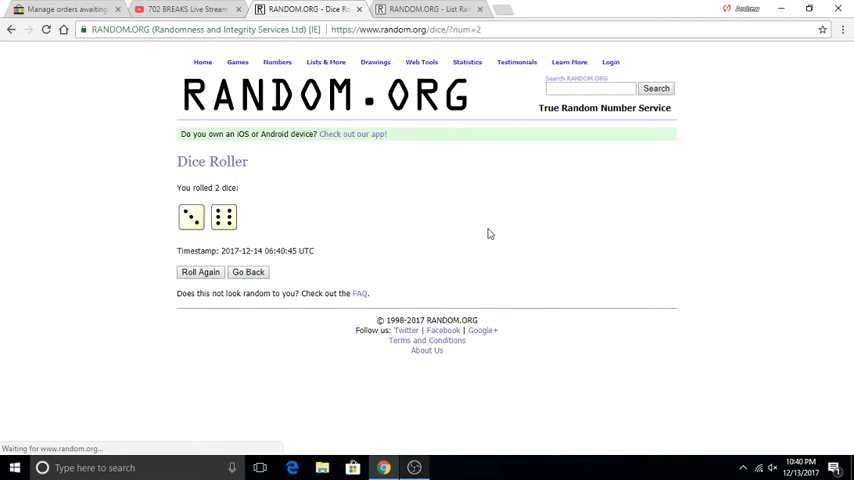 Manage orders awaiting
702 BREAKS Live Stream
RANDOM.ORG - Dice Ro
RANDOM.ORG - List Ran
Andrew
RANDOM.ORG (Randomness and Integrity Services Ltd) [IE] https://www.random.org/dice/?num=2
Home Games Numbers Lists & More Drawings Web Tools Statistics Testimonials Learn More Login
Search RANDOM.ORG
RANDOM.ORG
Search
True Random Number Service
Do you own an iOS or Android device? Check out our app!
Dice Roller
You rolled 2 dice:
Timestamp: 2017-12-14 06:40:45 UTC
Roll Again Go Back
Does this not look random to you? Check out the FAQ.
© 1998-2017 RANDOM.ORG
Follow us: Twitter | Facebook | Google+
Terms and Conditions
About Us
Waiting for www.random.org...
Type here to search
10:40 PM
12/13/2017